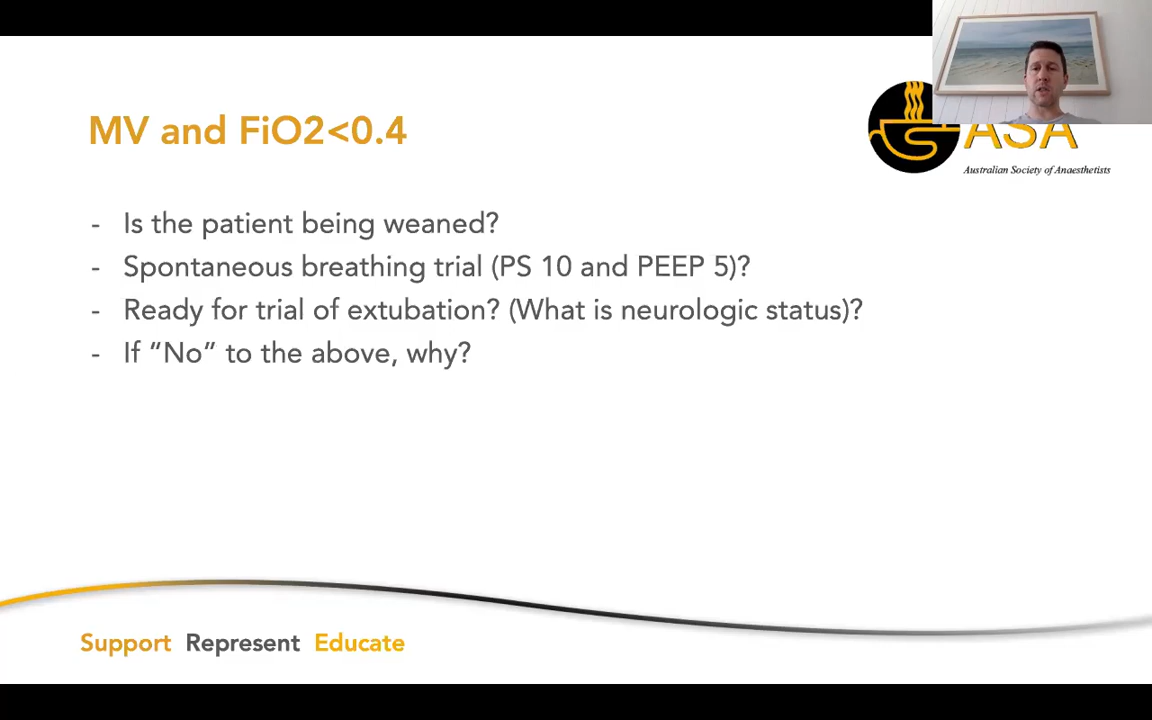 MV and FiO2<0.4
ASA
Australian Society of Anaesthetists
- Is the patient being weaned?
- Spontaneous breathing trial (PS 10 and PEEP 5)?
- Ready for trial of extubation? (What is neurologic status)?
- If “No” to the above, why?
Support Represent Educate